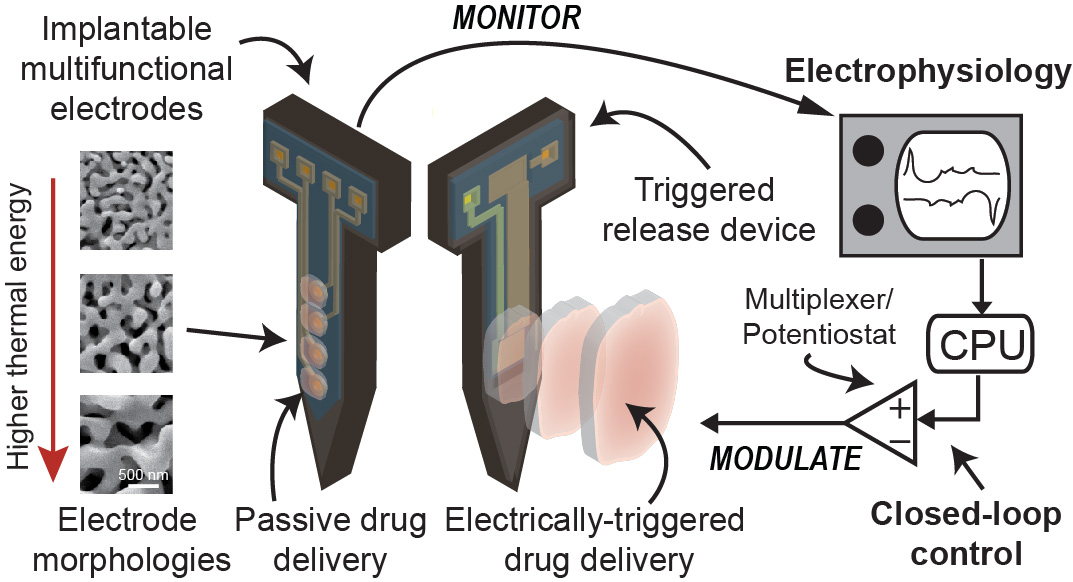 Implantable
multifunctional
electrodes
MONITOR
Electrophysiology
Triggered
release device
Higher thermal energy
500 nm
Multiplexer/
Potentiostat
CPU
+
−
MODULATE
Closed-loop
control
Electrode
morphologies
Passive drug
delivery
Electrically-triggered
drug delivery